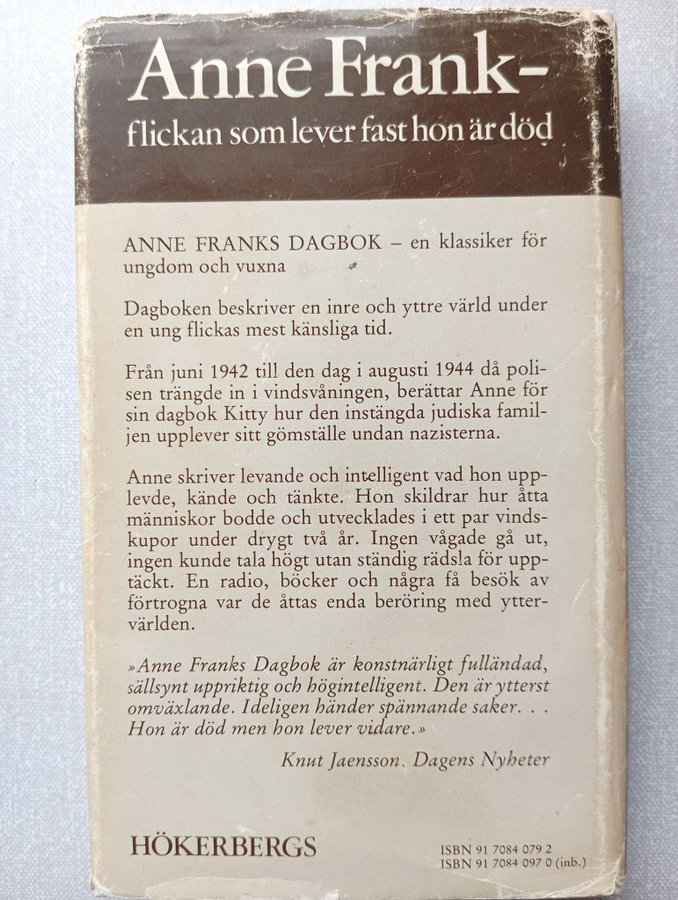 Anne Frank–
flickan som lever fast hon är död
ANNE FRANKS DAGBOK – en klassiker för
ungdom och vuxna
Dagboken beskriver en inre och yttre värld under
en ung flickas mest känsliga tid.
Från juni 1942 till den dag i augusti 1944 då poli-
sen trängde in i vindsvåningen, berättar Anne för
sin dagbok Kitty hur den instängda judiska famil-
jen upplever sitt gömställe undan nazisterna.
Anne skriver levande och intelligent vad hon upp-
levde, kände och tänkte. Hon skildrar hur åtta
människor bodde och utvecklades i ett par vinds-
kupor under drygt två år. Ingen vågade gå ut,
ingen kunde tala högt utan ständig rädsla för upp-
täckt. En radio, böcker och några få besök av
förtrogna var de åttas enda beröring med ytter-
världen.
»Anne Franks Dagbok är konstnärligt fulländad,
sällsynt uppriktig och högintelligent. Den är ytterst
omväxlande. Ideligen händer spännande saker. . .
Hon är död men hon lever vidare.»
Knut Jaensson, Dagens Nyheter
HÖKERBERGS
ISBN 91 7084 079 2
ISBN 91 7084 097 0 (inb.)